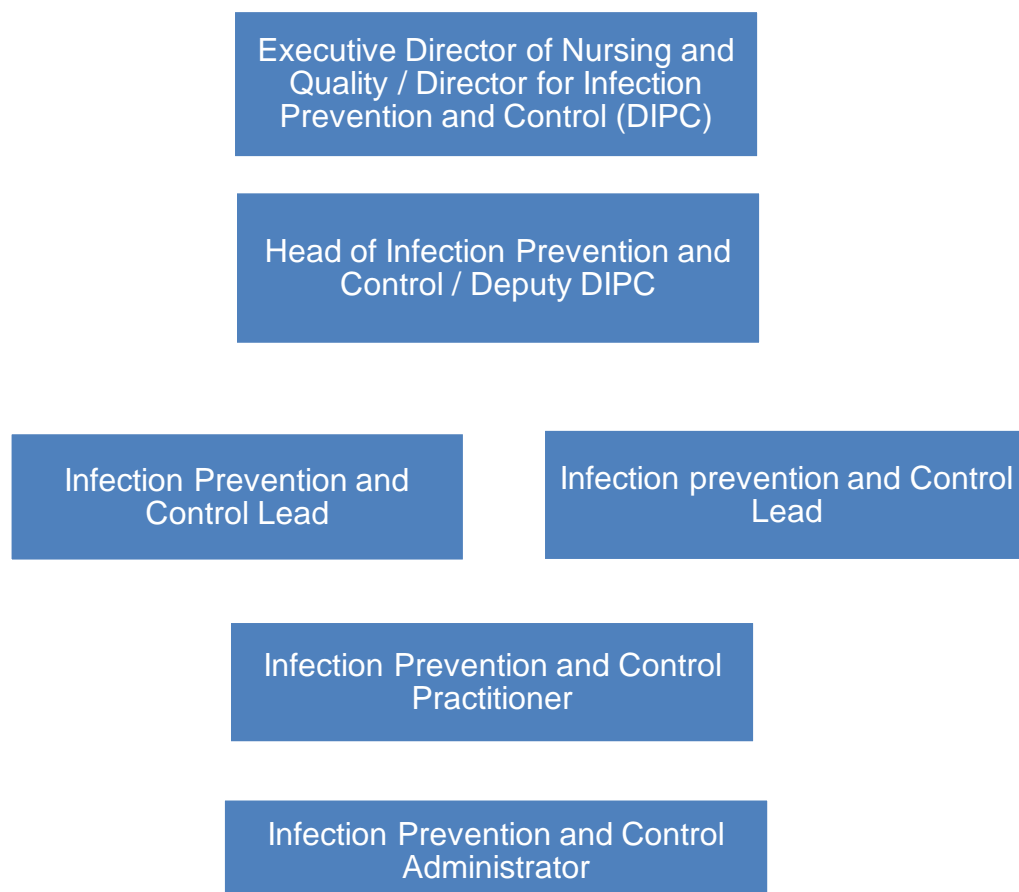 Executive Director of Nursing and
Quality / Director for Infection
Prevention and Control (DIPC)
Head of Infection Prevention and
Control / Deputy DIPC
Infection Prevention and
Control Lead
Infection prevention and Control
Lead
Infection Prevention and Control
Practitioner
Infection Prevention and Control
Administrator